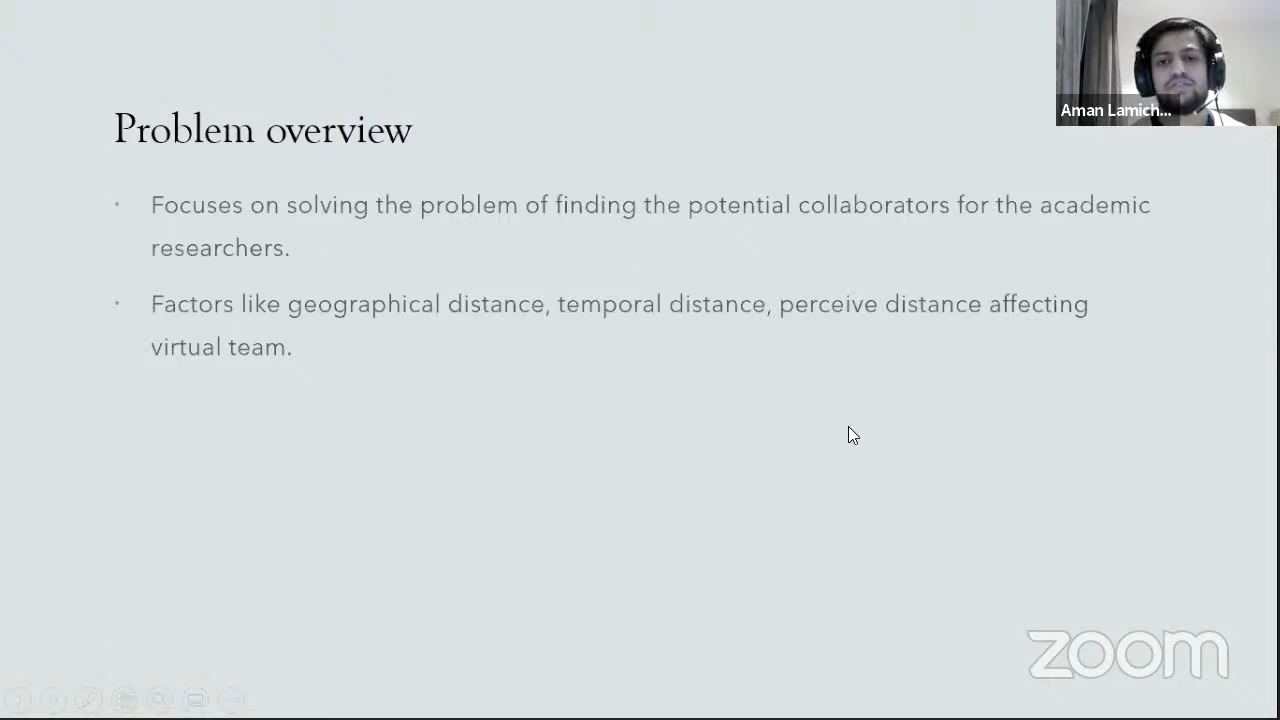 Problem overview
Focuses on solving the problem of finding the potential collaborators for the academic
researchers.
Factors like geographical distance, temporal distance, perceive distance affecting
virtual team.
Aman Lamich...
zoom